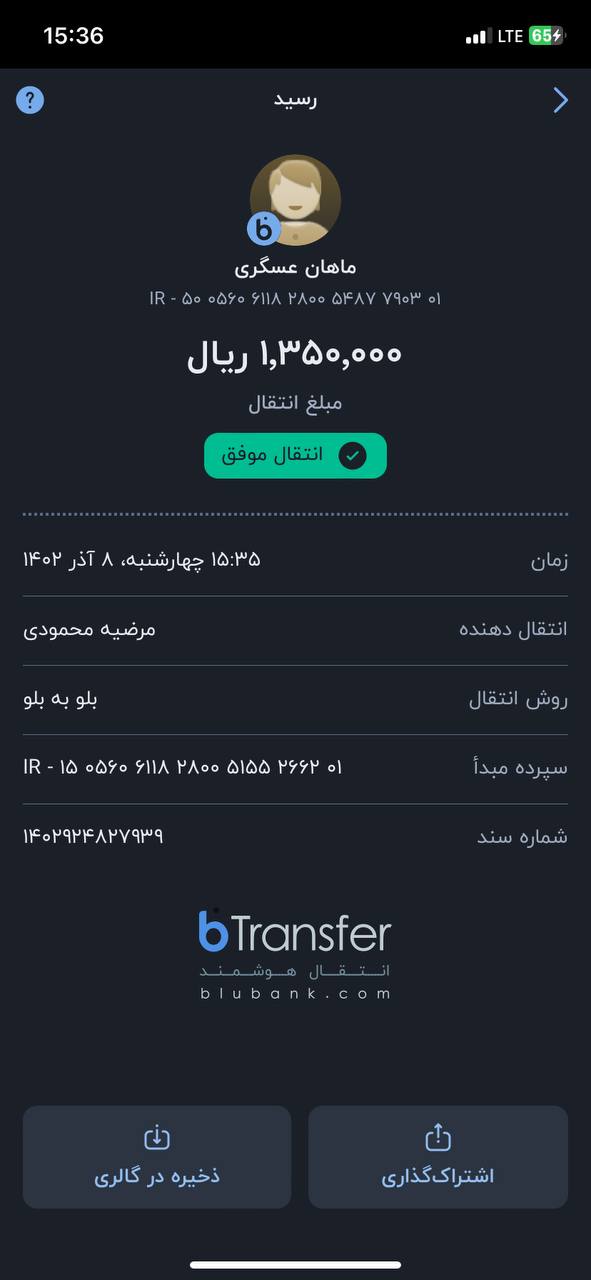 15:36
LTE 65
?
رسید
b
ماهان عسگری
IR - ۵۰ ۰۵۶۰ ۶۱۱۸ ۲۸۰۰ ۵۴۸۷ ۷۹۰۳ ۰۱
۱,۳۵۰,۰۰۰ ریال
مبلغ انتقال
انتقال موفق
زمان ۱۵:۳۵ چهارشنبه، ۸ آذر ۱۴۰۲
انتقال دهنده مرضیه محمودی
روش انتقال بلو به بلو
سپرده مبدأ IR - ۱۵ ۰۵۶۰ ۶۱۱۸ ۲۸۰۰ ۵۱۵۵ ۲۶۶۲ ۰۱
شماره سند ۱۴۰۲۹۲۴۸۲۷۹۳۹
bTransfer
انـتـقـال هـوشـمـنـد
blubank.com
اشتراک‌گذاری
ذخیره در گالری